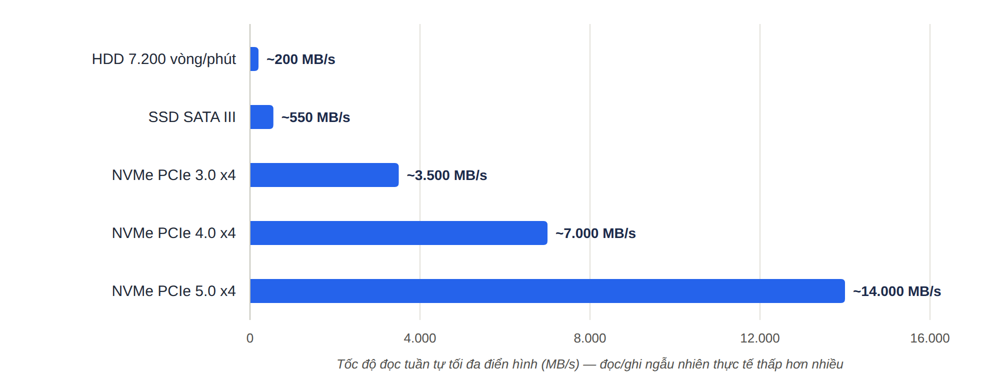 HDD 7.200 vòng/phút
~200 MB/s
SSD SATA III
~550 MB/s
NVMe PCIe 3.0 x4
~3.500 MB/s
NVMe PCIe 4.0 x4
~7.000 MB/s
NVMe PCIe 5.0 x4
~14.000 MB/s
0 4.000 8.000 12.000 16.000
Tốc độ đọc tuần tự tối đa điển hình (MB/s) — đọc/ghi ngẫu nhiên thực tế thấp hơn nhiều